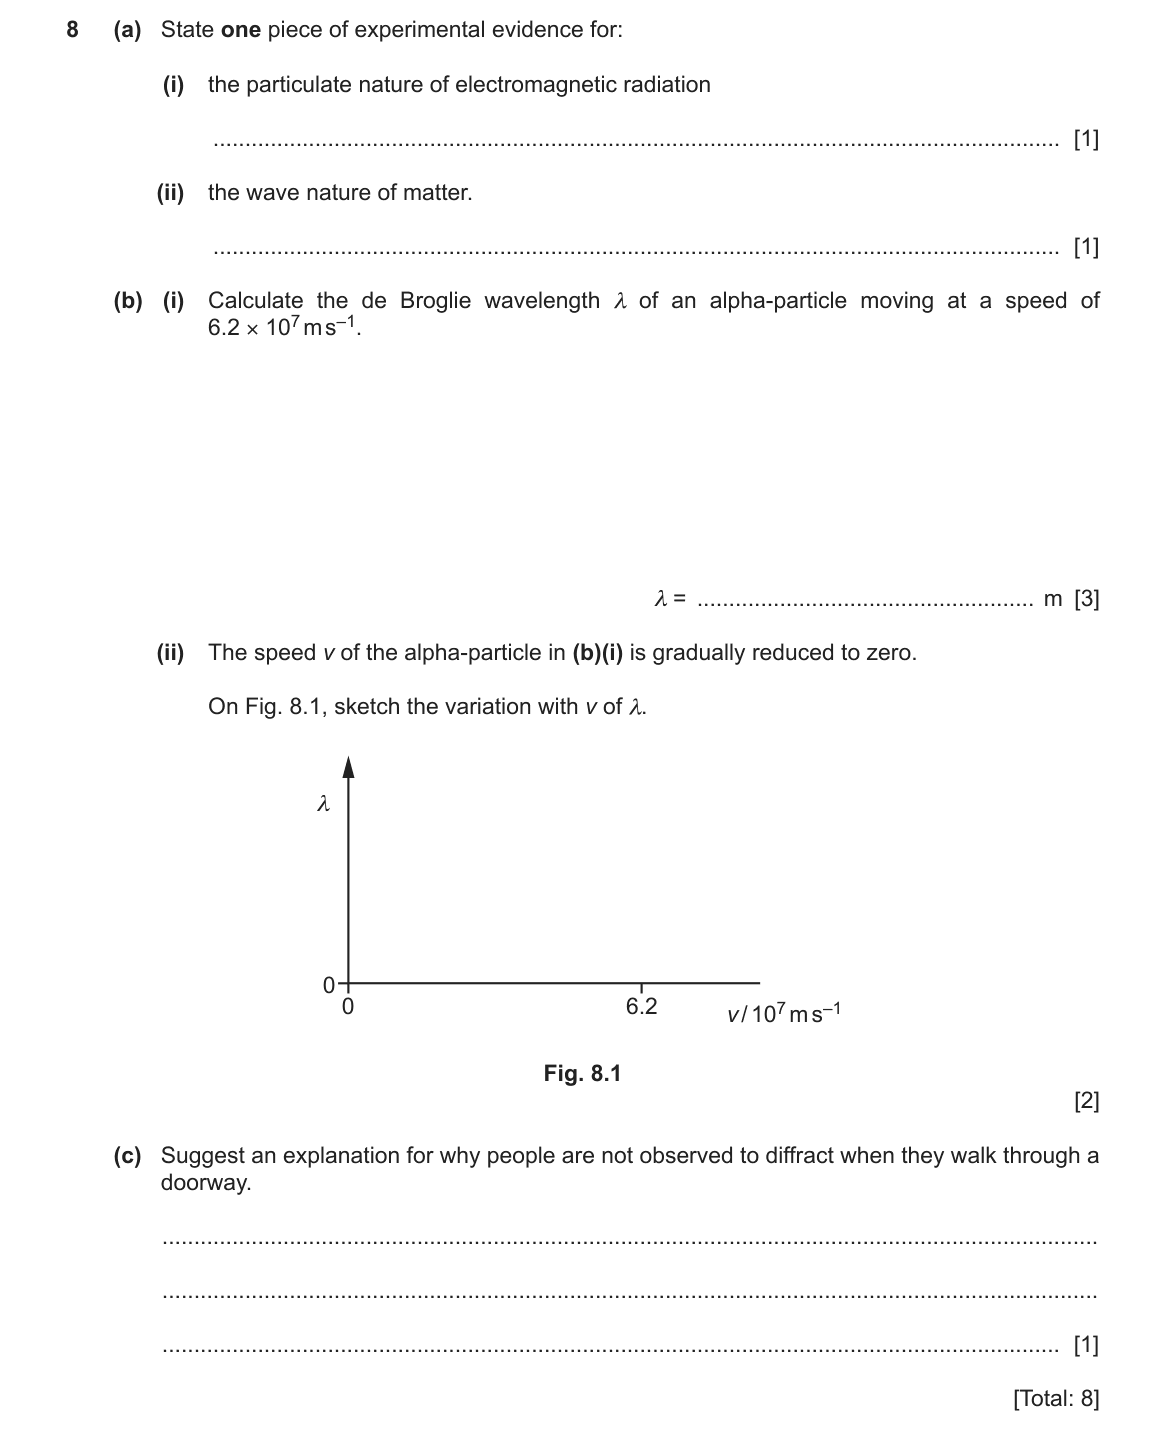 8 (a) State one piece of experimental evidence for:
(i) the particulate nature of electromagnetic radiation
.................................................................................................................................... [1]
(ii) the wave nature of matter.
.................................................................................................................................... [1]
(b) (i) Calculate the de Broglie wavelength λ of an alpha-particle moving at a speed of
6.2 × 10⁷ m s⁻¹.
λ = ..................................................... m [3]
(ii) The speed v of the alpha-particle in (b)(i) is gradually reduced to zero.
On Fig. 8.1, sketch the variation with v of λ.
λ
0
0 6.2 v / 10⁷ m s⁻¹
Fig. 8.1
[2]
(c) Suggest an explanation for why people are not observed to diffract when they walk through a
doorway.
...................................................................................................................................................
...................................................................................................................................................
............................................................................................................................................. [1]
[Total: 8]